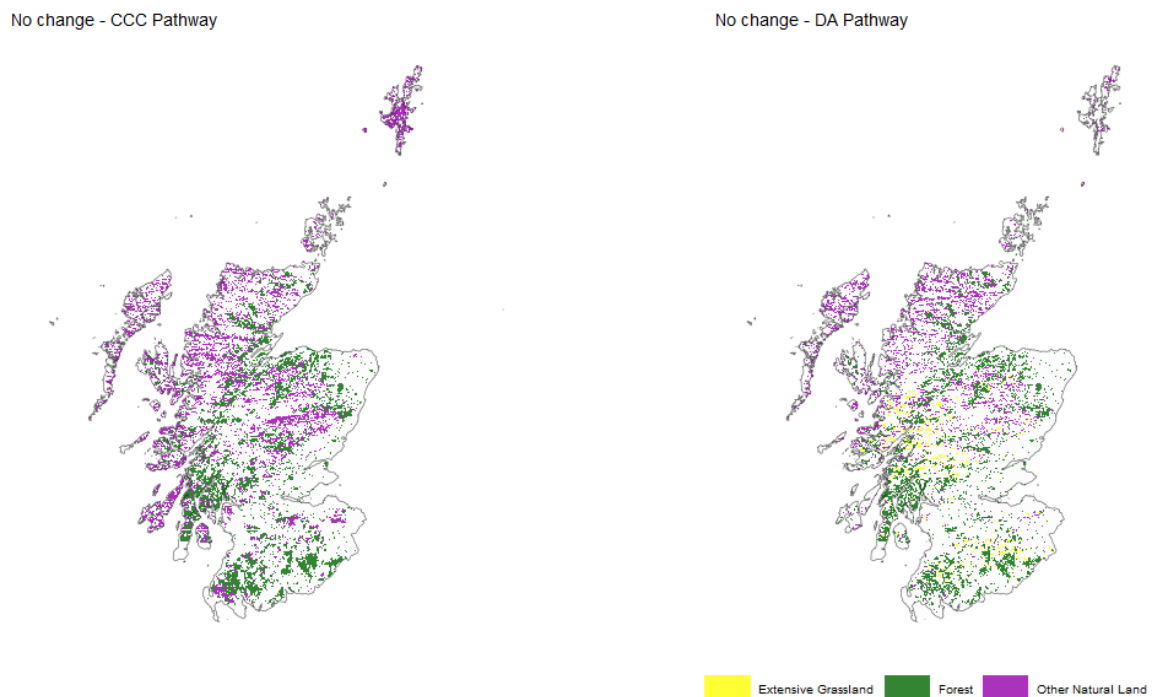 No change - CCC Pathway
No change - DA Pathway
Extensive Grassland
Forest
Other Natural Land